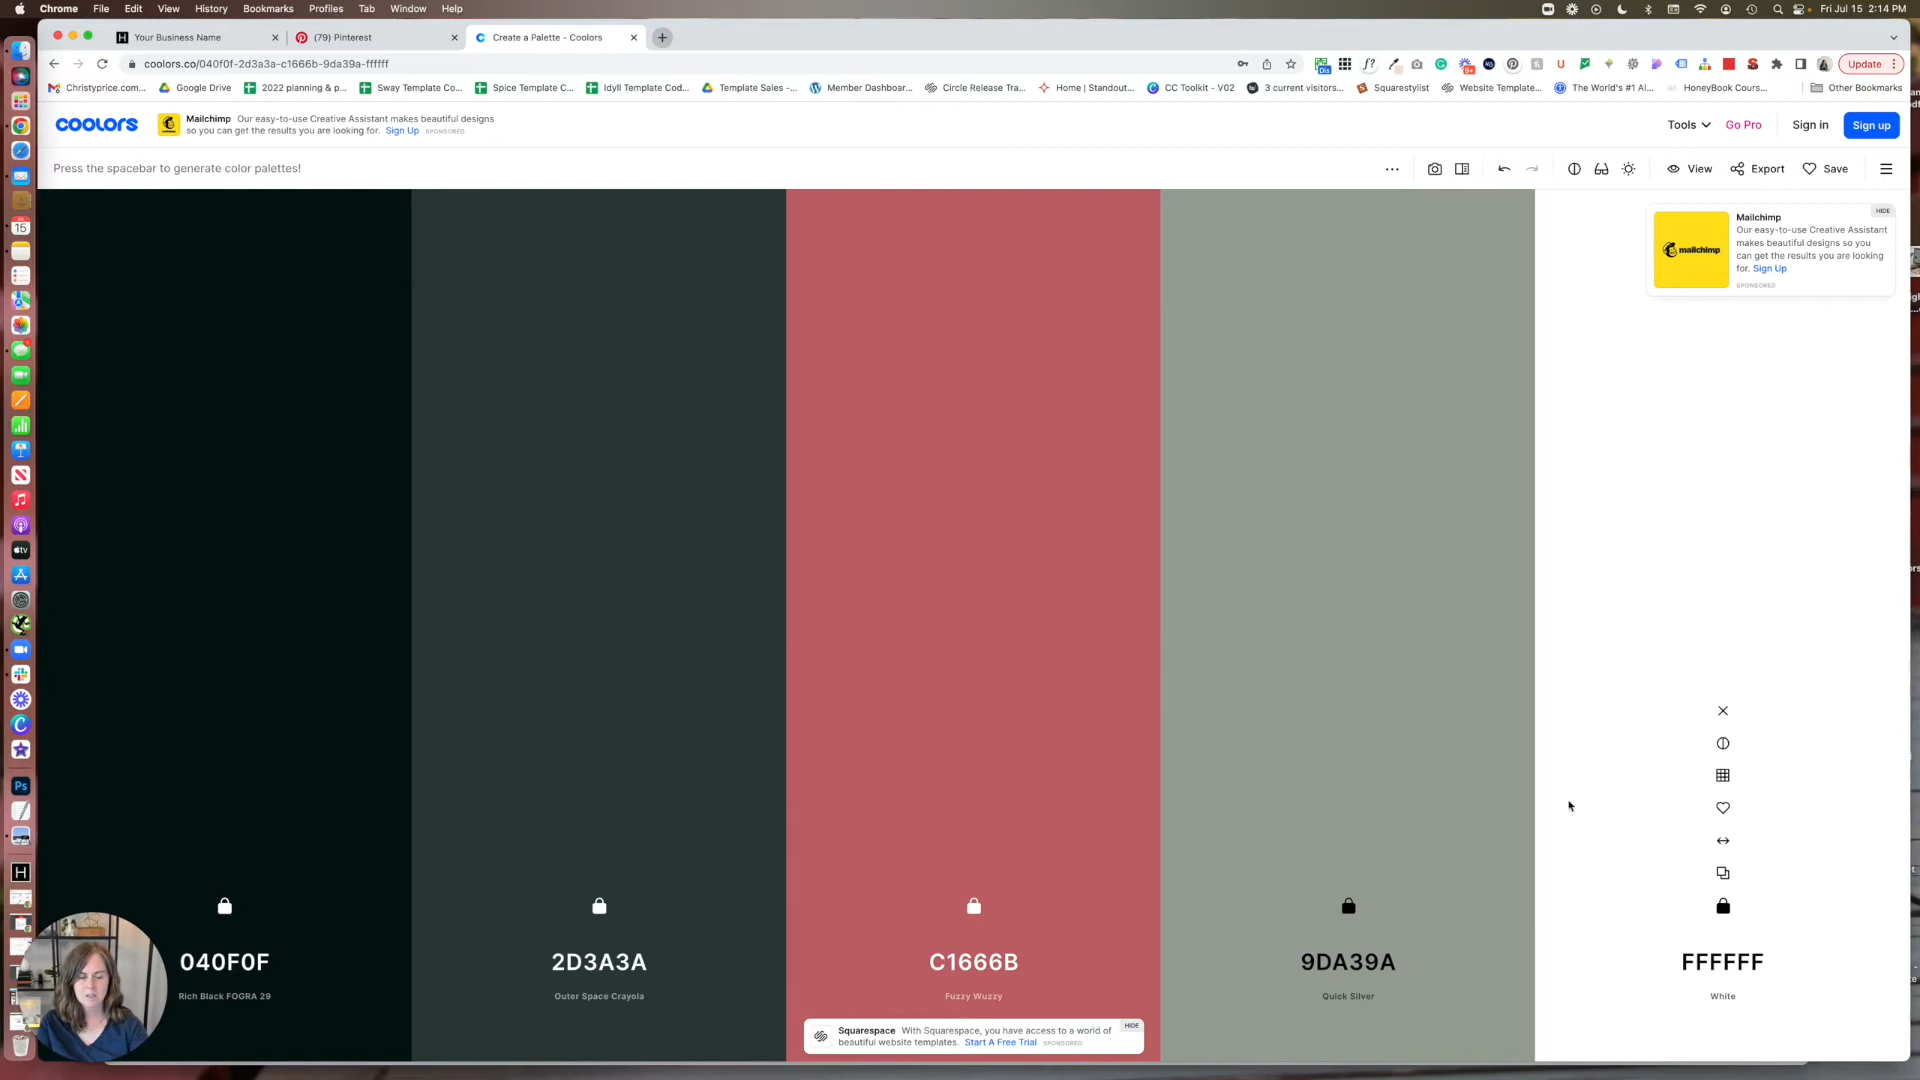 Chrome File Edit View History Bookmarks Profiles Tab Window Help
Fri Jul 15 2:14 PM
Your Business Name
(79) Pinterest
Create a Palette - Coolors
coolors.co/040f0f-2d3a3a-c1666b-9da39a-ffffff
Update
Christyprice.com...
Google Drive
2022 planning & p...
Sway Template Co...
Spice Template C...
Idyll Template Cod...
Template Sales -...
Member Dashboar...
Circle Release Tra...
Home | Standout...
CC Toolkit - V02
3 current visitors...
Squarestylist
Website Template...
The World's #1 Al...
HoneyBook Cours...
Other Bookmarks
coolors
Mailchimp Our easy-to-use Creative Assistant makes beautiful designs
so you can get the results you are looking for. Sign Up SPONSORED
Tools
Go Pro
Sign in
Sign up
Press the spacebar to generate color palettes!
View
Export
Save
HIDE
mailchimp
Mailchimp
Our easy-to-use Creative Assistant
makes beautiful designs so you
can get the results you are looking
for. Sign Up
SPONSORED
15
tv
Ps
H
040F0F
Rich Black FOGRA 29
2D3A3A
Outer Space Crayola
C1666B
Fuzzy Wuzzy
9DA39A
Quick Silver
FFFFFF
White
Squarespace With Squarespace, you have access to a world of
beautiful website templates. Start A Free Trial SPONSORED
HIDE